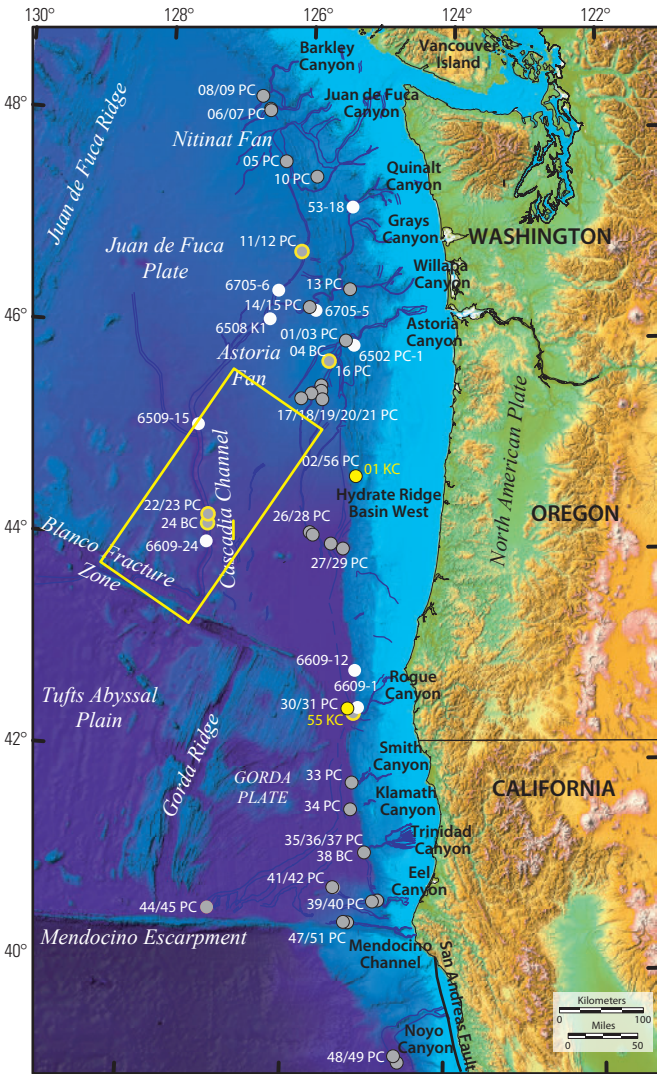 130°
128°
126°
124°
122°
Barkley
Canyon
Vancouver
Island
48°
08/09 PC
06/07 PC
Juan de Fuca
Canyon
Juan de Fuca Ridge
Nitinat Fan
05 PC
10 PC
Quinalt
Canyon
53-18
Grays
Canyon
WASHINGTON
11/12 PC
Juan de Fuca
Plate
Willapa
Canyon
6705-6
13 PC
14/15 PC
6705-5
46°
6508 K1
Astoria
Canyon
01/03 PC
04 BC
6502 PC-1
Astoria
Fan
16 PC
17/18/19/20/21 PC
North American Plate
6509-15
02/56 PC
01 KC
Hydrate Ridge
Basin West
Cascadia Channel
22/23 PC
24 BC
26/28 PC
OREGON
44°
6609-24
27/29 PC
Blanco Fracture
Zone
6609-12
6609-1
Rogue
Canyon
30/31 PC
55 KC
Tufts Abyssal
Plain
42°
Smith
Canyon
Gorda Ridge
GORDA
PLATE
33 PC
CALIFORNIA
Klamath
Canyon
34 PC
Trinidad
Canyon
35/36/37 PC
38 BC
41/42 PC
Eel
Canyon
44/45 PC
39/40 PC
Mendocino Escarpment
47/51 PC
40°
Mendocino
Channel
San Andreas Fault
Kilometers
0
100
Miles
0
50
Noyo
Canyon
48/49 PC